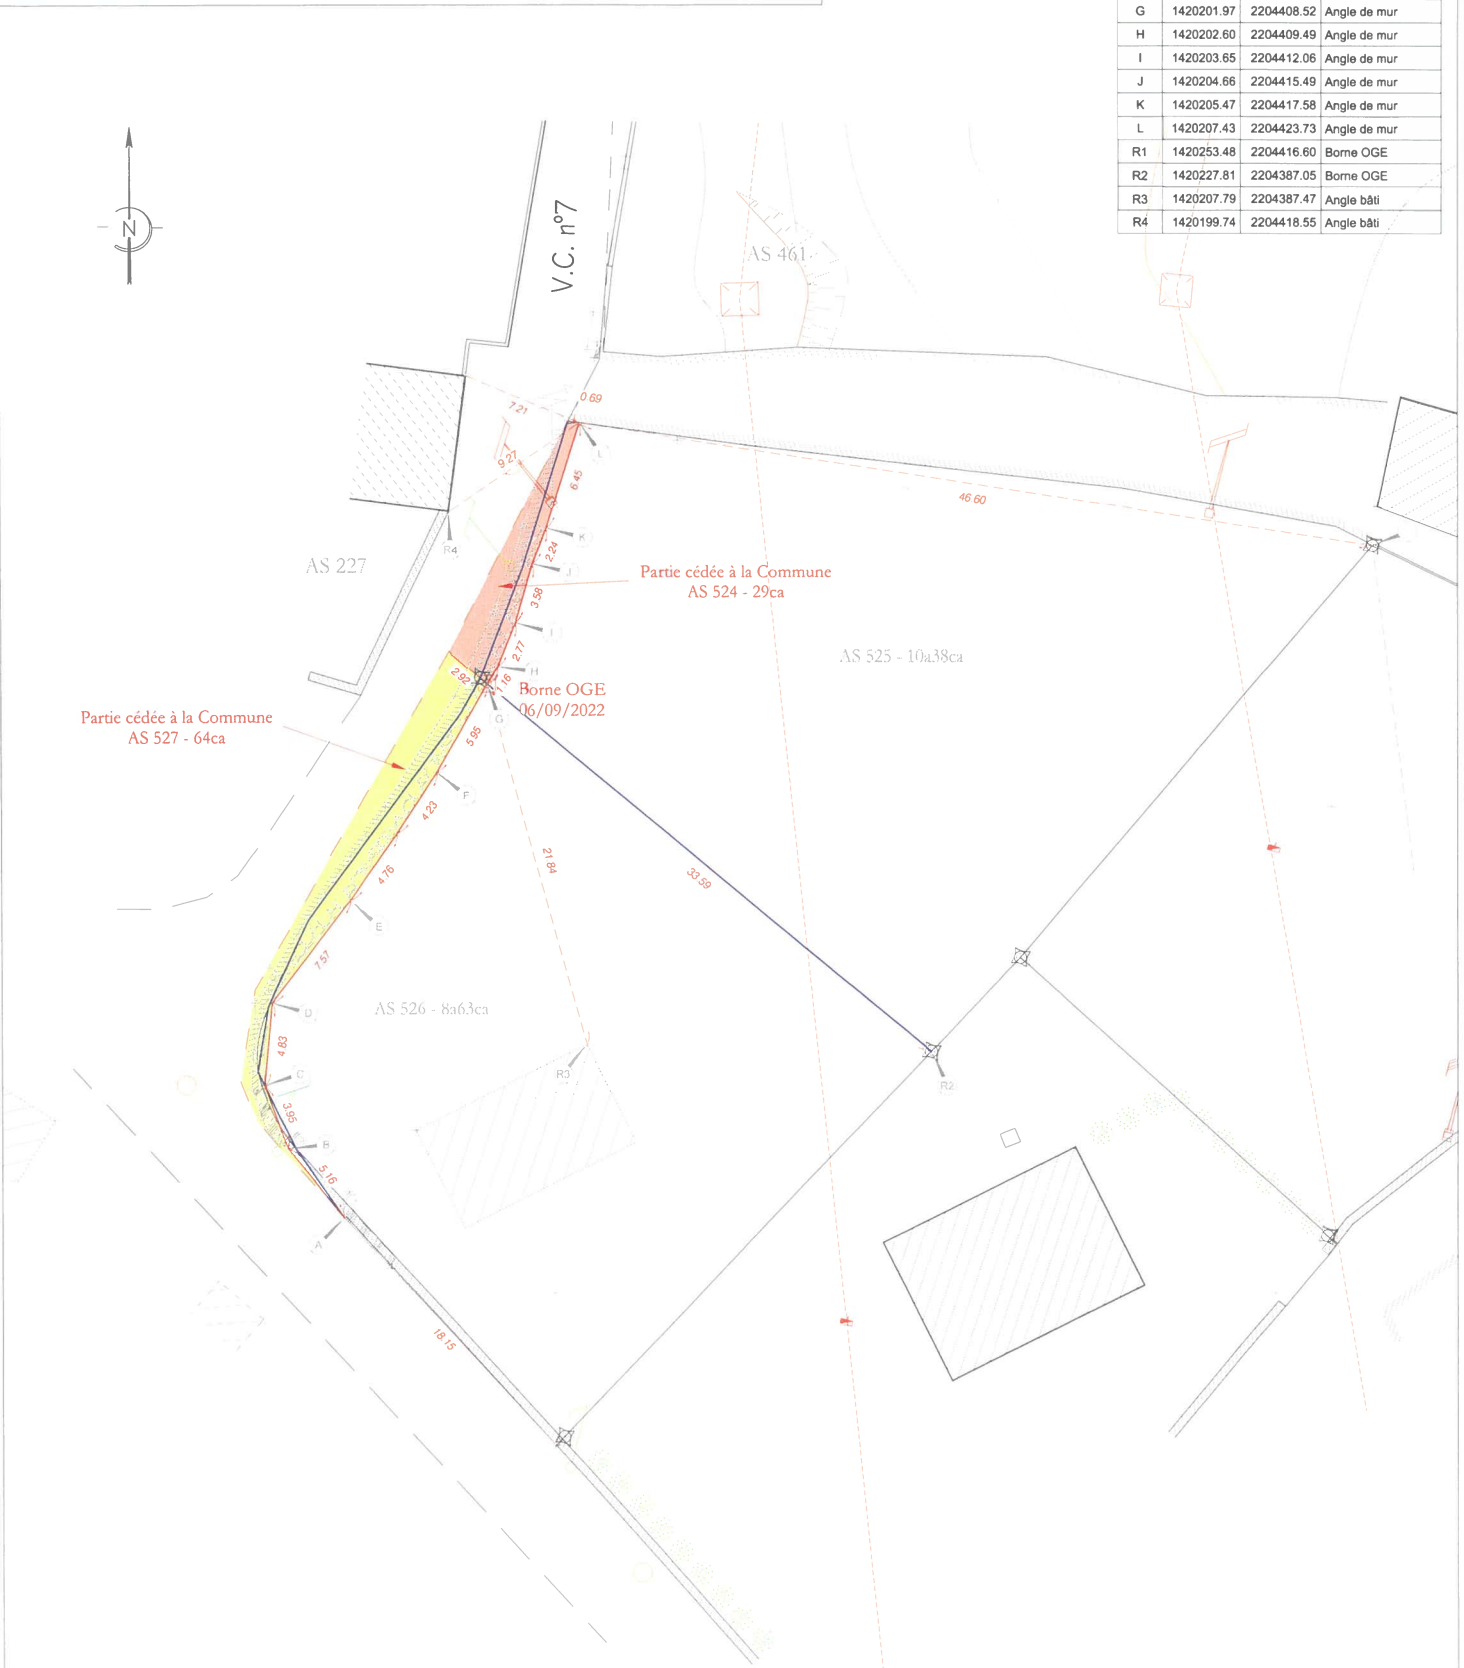 G 1420201.97 2204408.52 Angle de mur
H 1420202.60 2204409.49 Angle de mur
I 1420203.65 2204412.06 Angle de mur
J 1420204.66 2204415.49 Angle de mur
K 1420205.47 2204417.58 Angle de mur
L 1420207.43 2204423.73 Angle de mur
R1 1420253.48 2204416.60 Borne OGE
R2 1420227.81 2204387.05 Borne OGE
R3 1420207.79 2204387.47 Angle bâti
R4 1420199.74 2204418.55 Angle bâti
N
V.C. n°7
AS 461
0.69
7.21
L
9.27
6.45
46.60
K
R4
2.24
J
AS 227
Partie cédée à la Commune
AS 524 - 29ca
3.58
I
2.77
AS 525 - 10a38ca
H
2.92
1.16
Borne OGE
06/09/2022
G
Partie cédée à la Commune
AS 527 - 64ca
5.95
F
4.23
21.84
4.76
33.59
E
7.57
AS 526 - 8a63ca
D
4.83
C
R3
R2
3.95
B
5.16
A
18.15